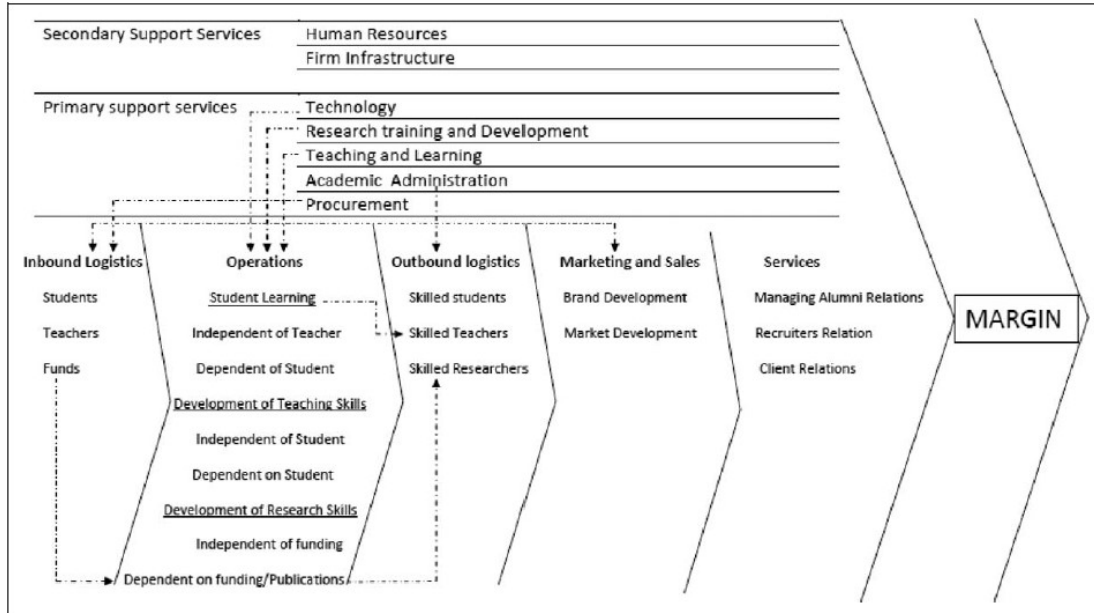 Secondary Support Services
Human Resources
Firm Infrastructure
Primary support services
Technology
Research training and Development
Teaching and Learning
Academic Administration
Procurement
Inbound Logistics
Students
Teachers
Funds
Operations
Student Learning
Independent of Teacher
Dependent of Student
Development of Teaching Skills
Independent of Student
Dependent on Student
Development of Research Skills
Independent of funding
Dependent on funding/Publications
Outbound logistics
Skilled students
Skilled Teachers
Skilled Researchers
Marketing and Sales
Brand Development
Market Development
Services
Managing Alumni Relations
Recruiters Relation
Client Relations
MARGIN